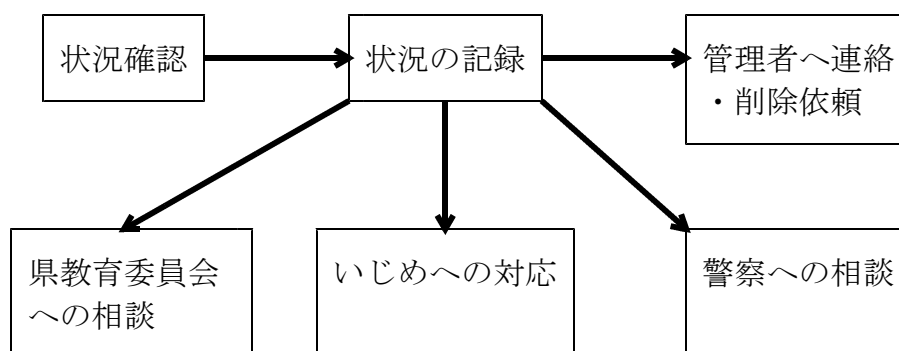 状況確認
状況の記録
管理者へ連絡
・削除依頼
県教育委員会
への相談
いじめへの対応
警察への相談